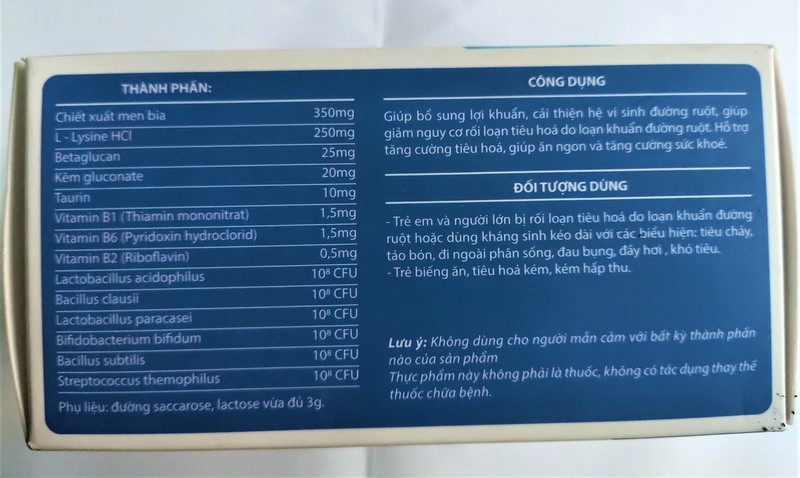 THÀNH PHẦN:
Chiết xuất men bia 350mg
L - Lysine HCl 250mg
Betaglucan 25mg
Kẽm gluconate 20mg
Taurin 10mg
Vitamin B1 (Thiamin mononitrat) 1,5mg
Vitamin B6 (Pyridoxin hydroclorid) 1,5mg
Vitamin B2 (Riboflavin) 0,5mg
Lactobacillus acidophilus 10⁸ CFU
Bacillus clausii 10⁸ CFU
Lactobacillus paracasei 10⁸ CFU
Bifidobacterium bifidum 10⁸ CFU
Bacillus subtilis 10⁸ CFU
Streptococcus themophilus 10⁸ CFU
Phụ liệu: đường saccarose, lactose vừa đủ 3g.
CÔNG DỤNG
Giúp bổ sung lợi khuẩn, cải thiện hệ vi sinh đường ruột, giúp
giảm nguy cơ rối loạn tiêu hoá do loạn khuẩn đường ruột. Hỗ trợ
tăng cường tiêu hoá, giúp ăn ngon và tăng cường sức khoẻ.
ĐỐI TƯỢNG DÙNG
- Trẻ em và người lớn bị rối loạn tiêu hoá do loạn khuẩn đường
ruột hoặc dùng kháng sinh kéo dài với các biểu hiện: tiêu chảy,
táo bón, đi ngoài phân sống, đau bụng, đầy hơi , khó tiêu.
- Trẻ biếng ăn, tiêu hoá kém, kém hấp thu.
Lưu ý: Không dùng cho người mẫn cảm với bất kỳ thành phần
nào của sản phẩm
Thực phẩm này không phải là thuốc, không có tác dụng thay thế
thuốc chữa bệnh.